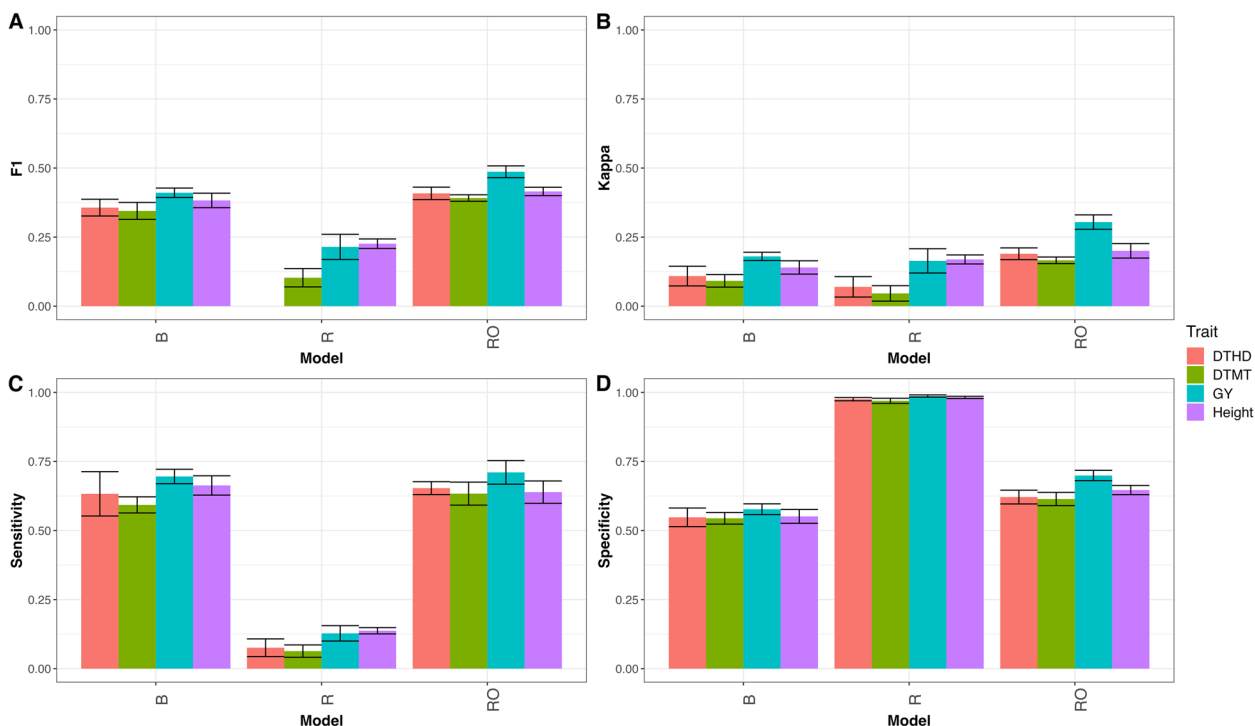 A
1.00
0.75
0.50
0.25
0.00
F1
B
R
RO
Model
B
1.00
0.75
0.50
0.25
0.00
Kappa
B
R
RO
Model
C
1.00
0.75
0.50
0.25
0.00
Sensitivity
B
R
RO
Model
D
1.00
0.75
0.50
0.25
0.00
Specificity
B
R
RO
Model
Trait
DTHD
DTMT
GY
Height